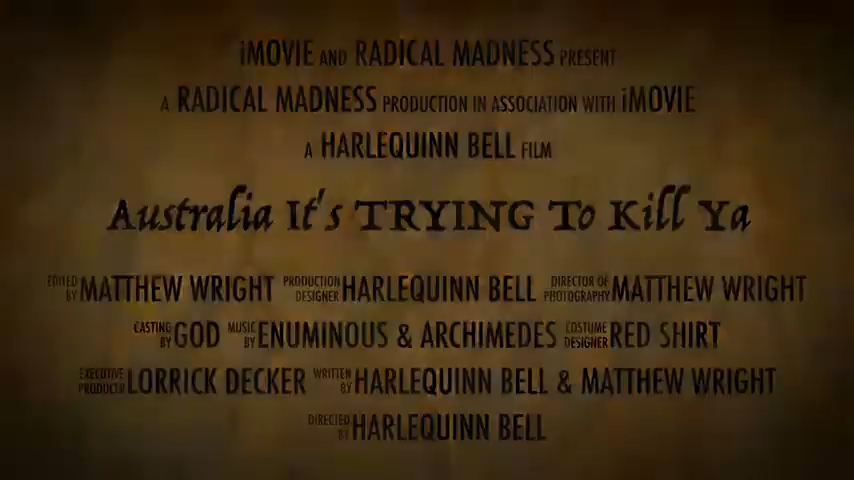 iMOVIE AND RADICAL MADNESS PRESENT
A RADICAL MADNESS PRODUCTION IN ASSOCIATION WITH iMOVIE
A HARLEQUINN BELL FILM
Australia It's TRYING To Kill Ya
EDITED BY MATTHEW WRIGHT PRODUCTION DESIGNER HARLEQUINN BELL DIRECTOR OF PHOTOGRAPHY MATTHEW WRIGHT
CASTING BY GOD MUSIC BY ENUMINOUS & ARCHIMEDES COSTUME DESIGNER RED SHIRT
EXECUTIVE PRODUCER LORRICK DECKER WRITTEN BY HARLEQUINN BELL & MATTHEW WRIGHT
DIRECTED BY HARLEQUINN BELL